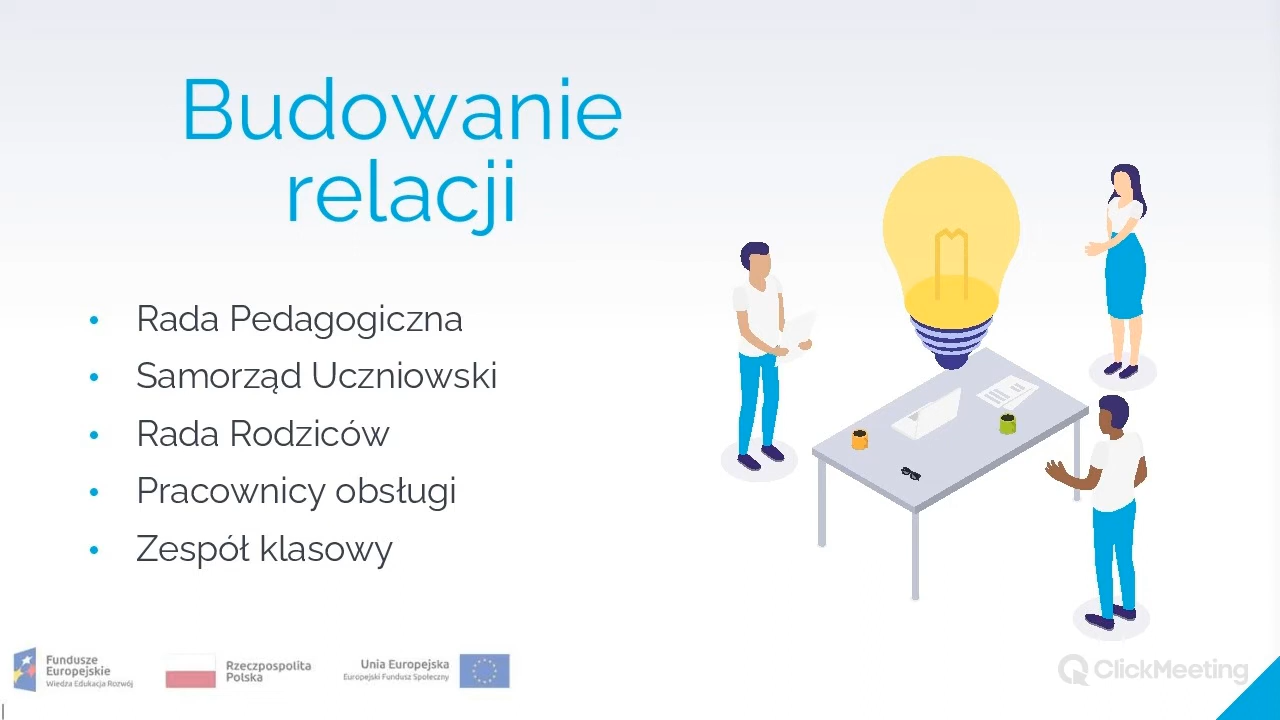 Budowanie
relacji
• Rada Pedagogiczna
• Samorząd Uczniowski
• Rada Rodziców
• Pracownicy obsługi
• Zespół klasowy
Fundusze
Europejskie
Wiedza Edukacja Rozwój
Rzeczpospolita
Polska
Unia Europejska
Europejski Fundusz Społeczny
ClickMeeting